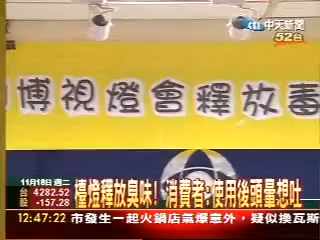 cti 中天新聞
52台
博視燈會釋放毒
11月18日 週二
台股 4282.52
-157.28
檯燈釋放臭味! 消費者:使用後頭暈想吐
12:47:22 市發生一起火鍋店氣爆意外，疑似換瓦斯